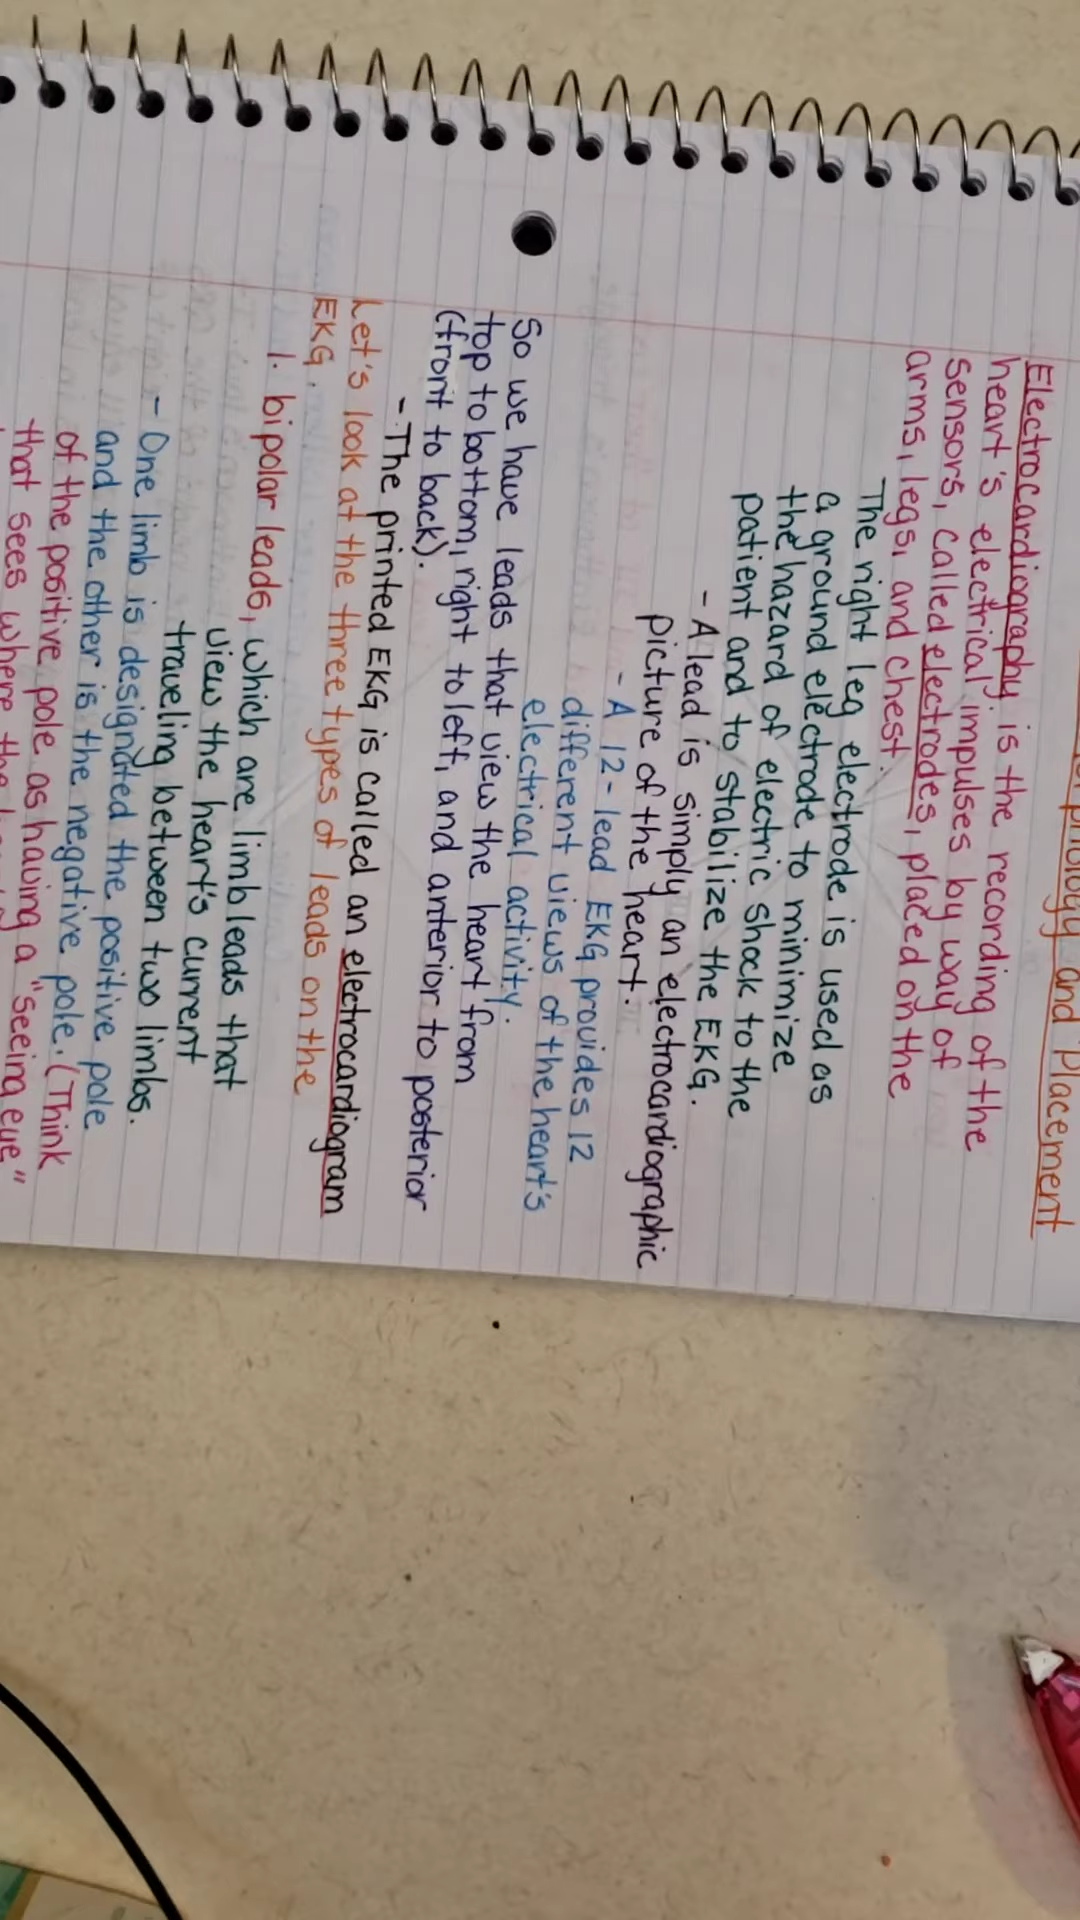 and Placement
Electrocardiography is the recording of the
heart's electrical impulses by way of
sensors, called electrodes, placed on the
arms, legs, and chest.
The right leg electrode is used as
a ground electrode to minimize
the hazard of electric shock to the
patient and to stabilize the EKG.
- A lead is simply an electrocardiographic
picture of the heart.
- A 12-lead EKG provides 12
different views of the heart's
electrical activity.
So we have leads that view the heart from
top to bottom, right to left, and anterior to posterior
(front to back).
- The printed EKG is called an electrocardiogram
Let's look at the three types of leads on the
EKG.
1. bipolar leads, which are limb leads that
view the heart's current
traveling between two limbs.
- One limb is designated the positive pole
and the other is the negative pole. (Think
of the positive pole as having a "seeing eye"
that sees where the